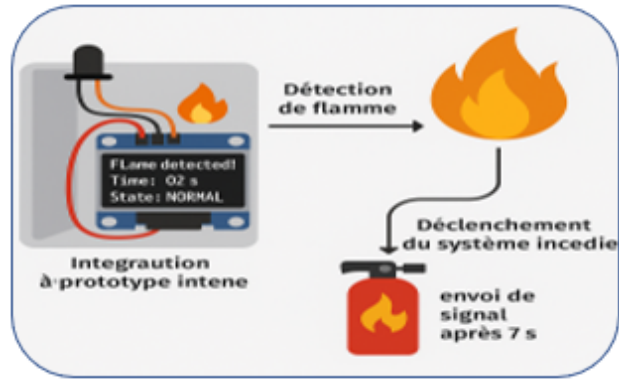 FLame detected!
Time: 02 s
State: NORMAL
Integraution
à·prototype intene
Détection
de flamme
Déclenchement
du système incedie
envoi de
signal
après 7 s